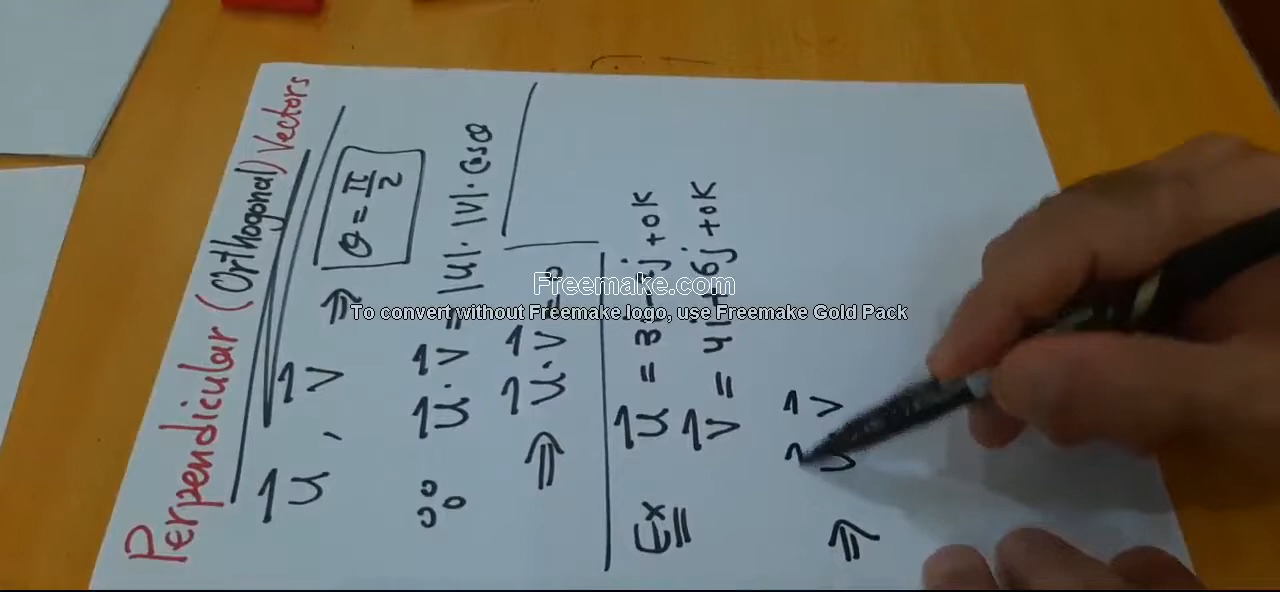 Perpendicular (Orthogonal) Vectors
u⃗ , v⃗ ⇒ θ = π/2
∵ u⃗ · v⃗ = |u| · |v| · cosθ
⇒ u⃗ · v⃗ = 0
Ex u⃗ = 3i j + 0k
v⃗ = 4i + 6j + 0k
⇒ u⃗ v⃗
Freemake.com
To convert without Freemake logo, use Freemake Gold Pack